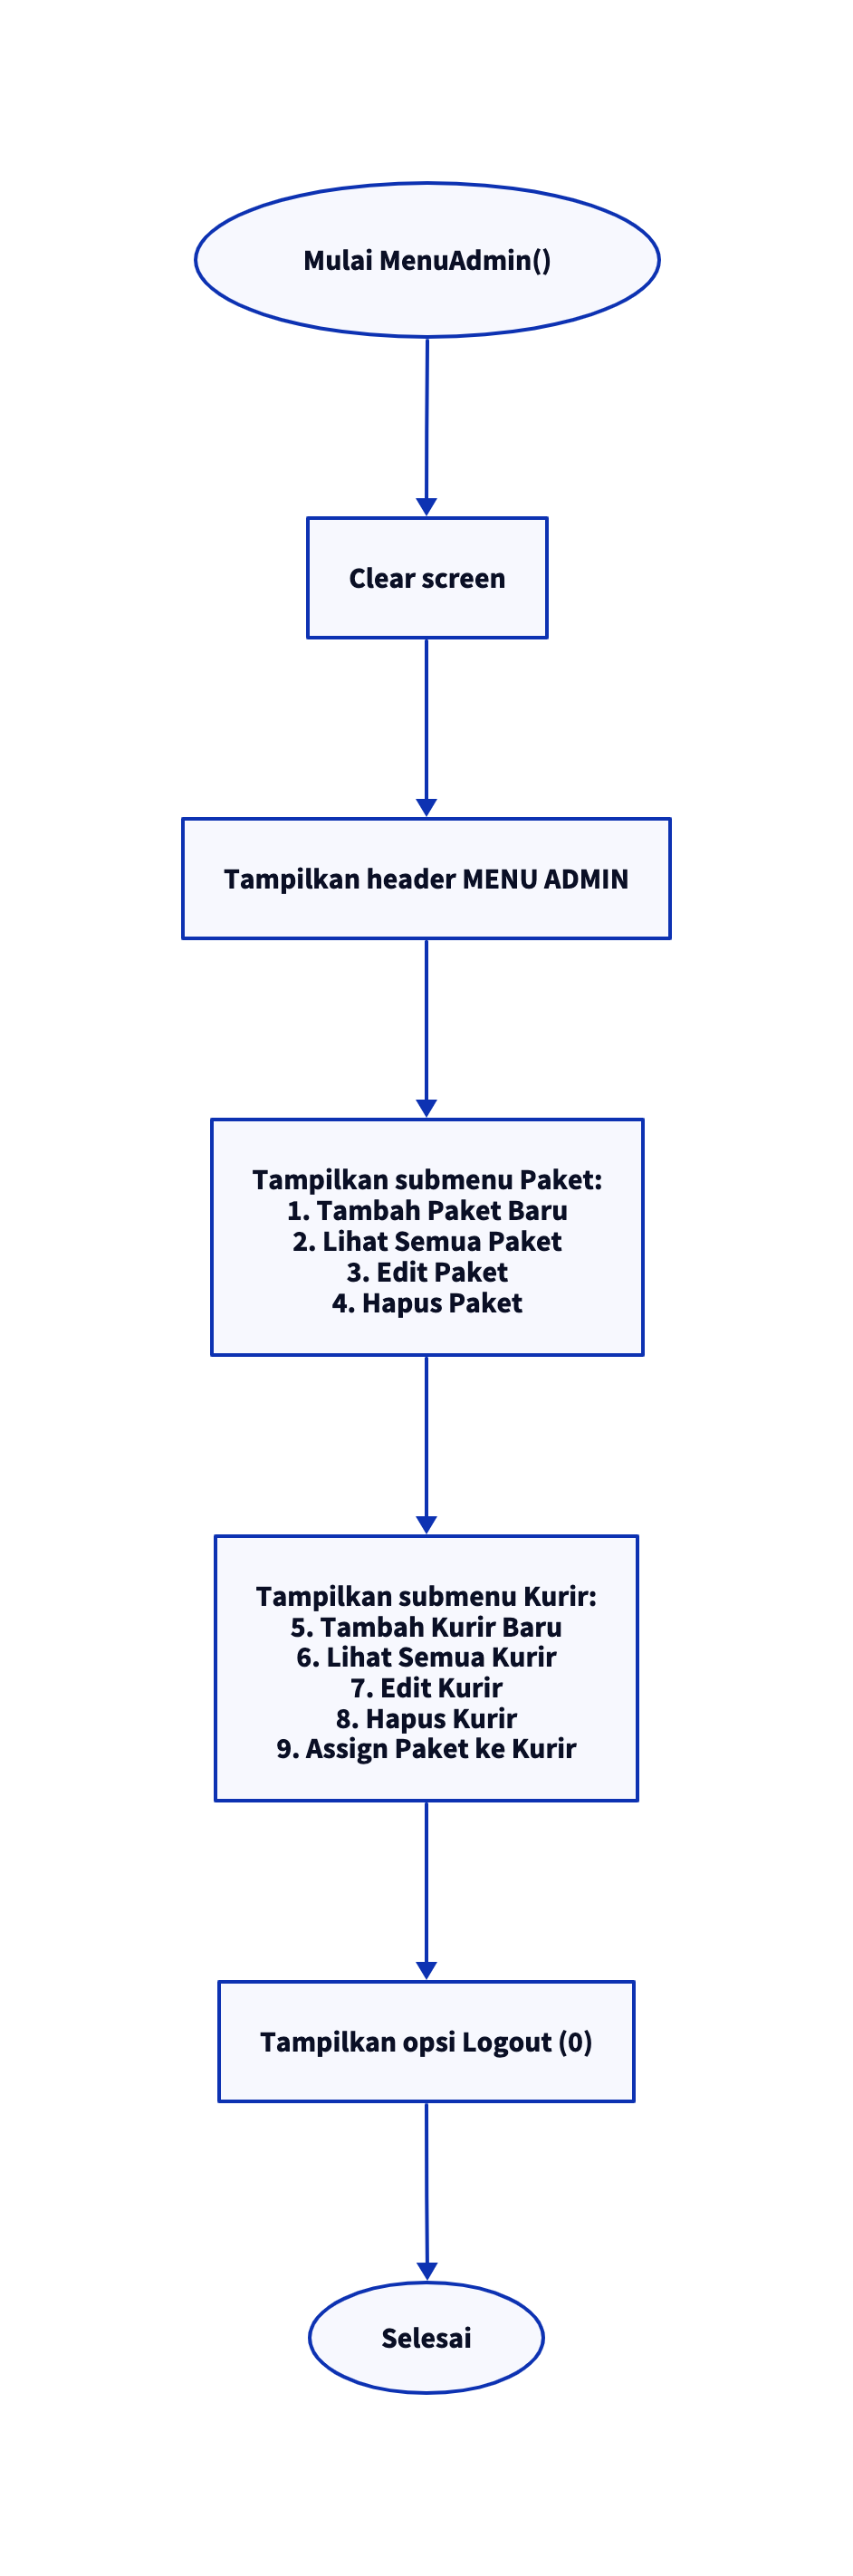 Mulai MenuAdmin()
Clear screen
Tampilkan header MENU ADMIN
Tampilkan submenu Paket:
1. Tambah Paket Baru
2. Lihat Semua Paket
3. Edit Paket
4. Hapus Paket
Tampilkan submenu Kurir:
5. Tambah Kurir Baru
6. Lihat Semua Kurir
7. Edit Kurir
8. Hapus Kurir
9. Assign Paket ke Kurir
Tampilkan opsi Logout (0)
Selesai